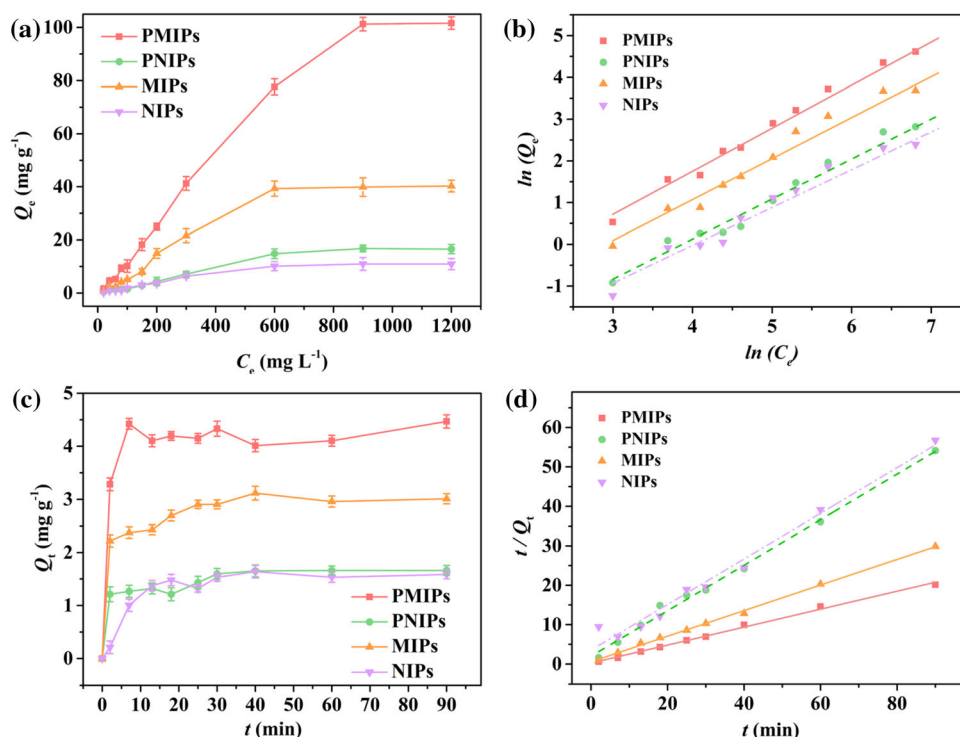 (a)
PMIPs
PNIPs
MIPs
NIPs
100
80
60
40
20
0
Qe (mg g-1)
0 200 400 600 800 1000 1200
Ce (mg L-1)
(b)
PMIPs
PNIPs
MIPs
NIPs
5
4
3
2
1
0
-1
ln (Qe)
3 4 5 6 7
ln (Ce)
(c)
5
4
3
2
1
0
Qt (mg g-1)
PMIPs
PNIPs
MIPs
NIPs
0 10 20 30 40 50 60 70 80 90
t (min)
(d)
PMIPs
PNIPs
MIPs
NIPs
60
50
40
30
20
10
0
t / Qt
0 20 40 60 80
t (min)